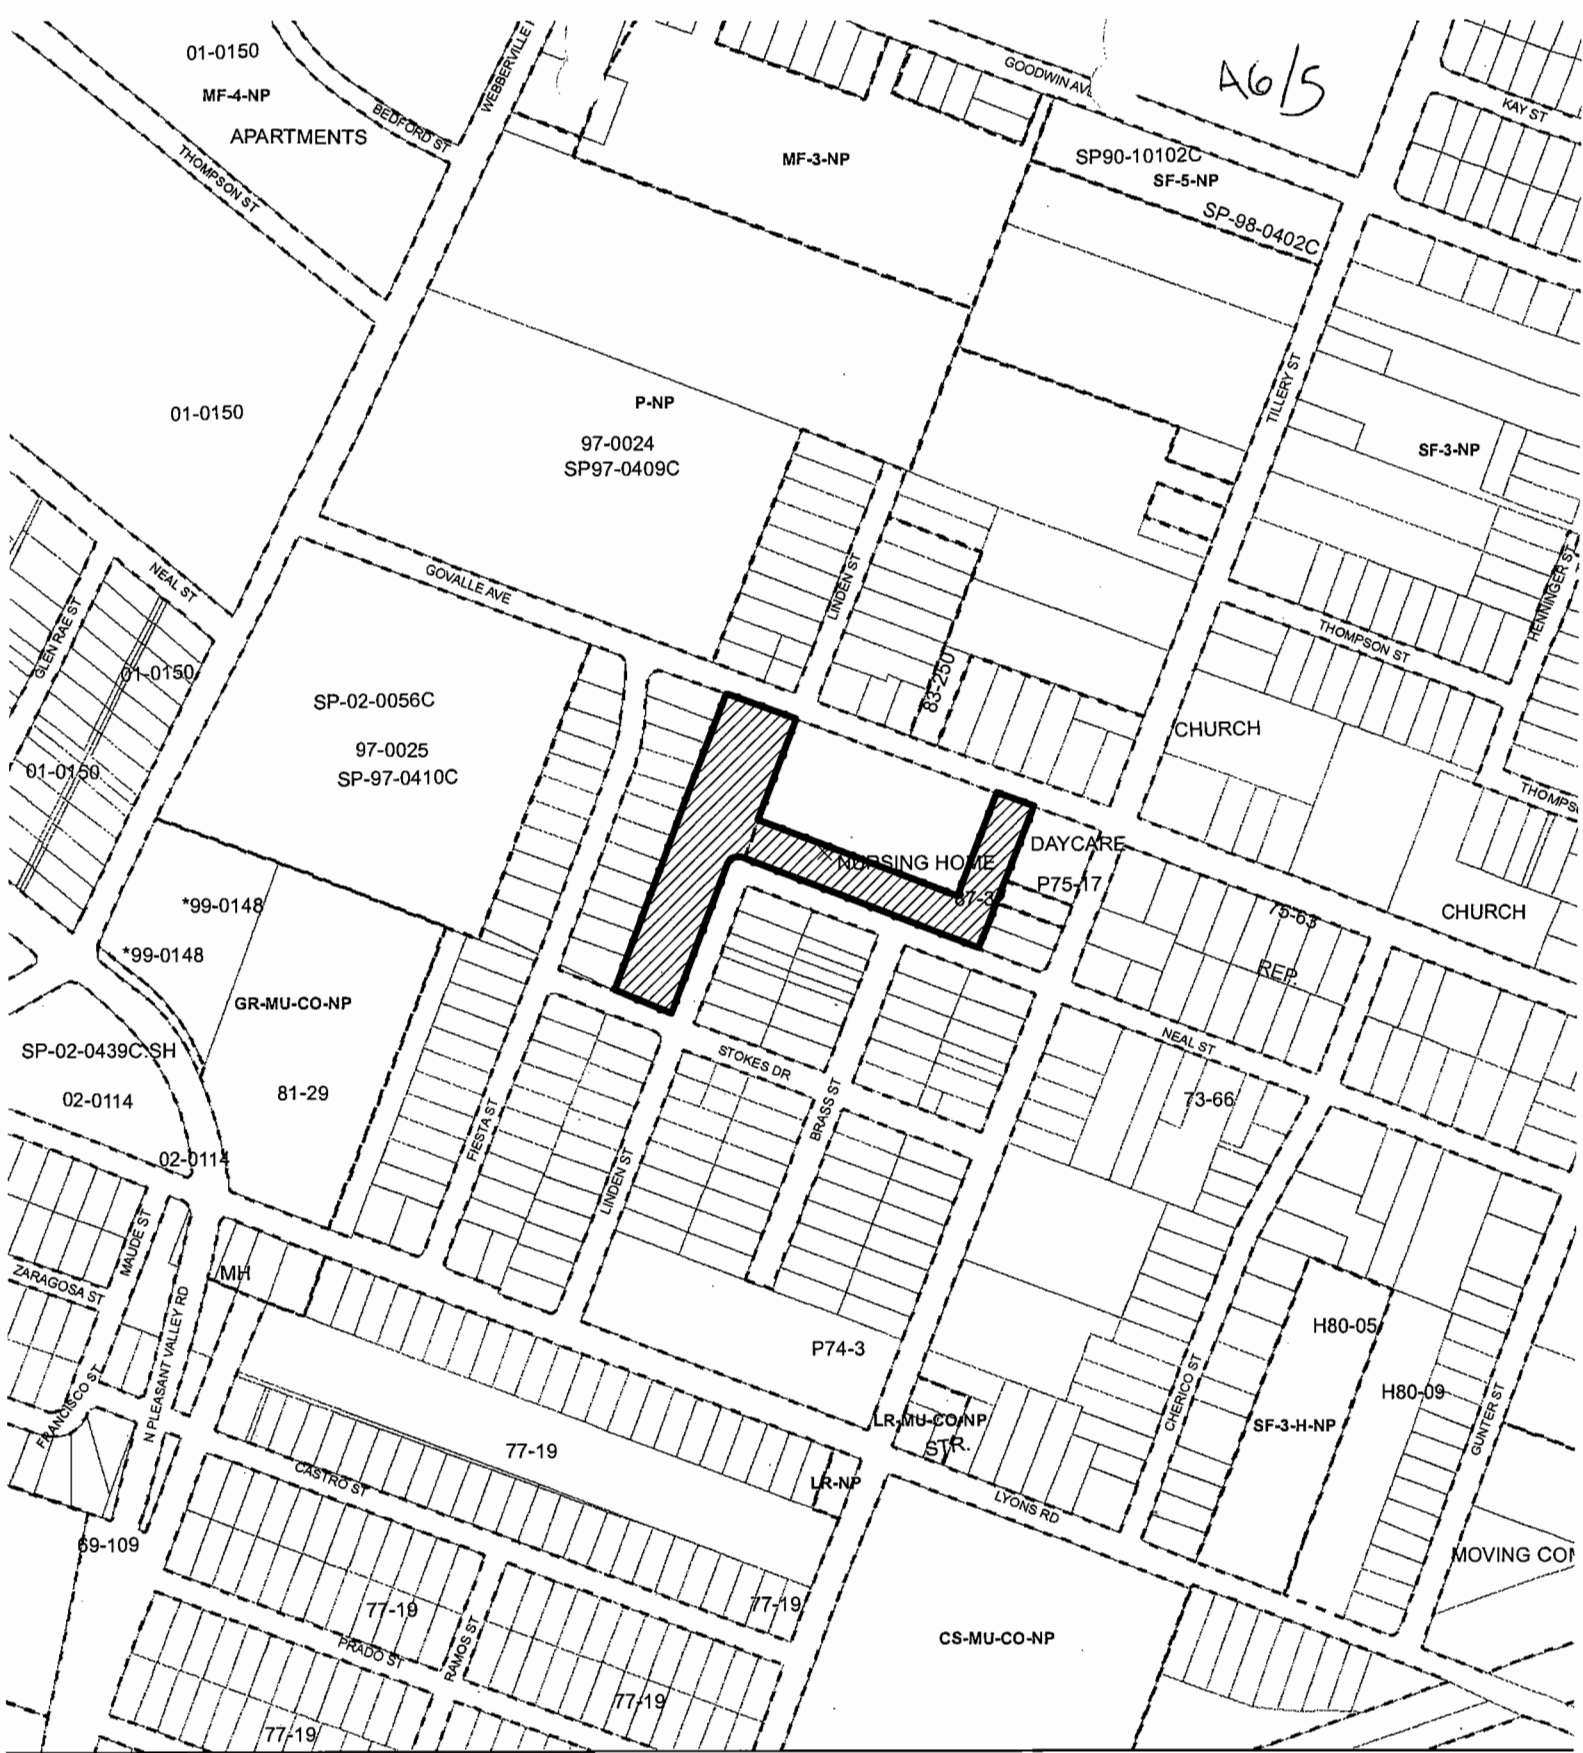 A6/5
01-0150
MF-4-NP
APARTMENTS
BEDFORD ST
THOMPSON ST
GOODWIN AVE
KAY ST
MF-3-NP
SP90-10102C
SF-5-NP
SP-98-0402C
TILLERY ST
01-0150
P-NP
97-0024
SP97-0409C
SF-3-NP
HENNINGER ST
NEAL ST
GLEN RAE ST
GOVALLE AVE
LINDEN ST
THOMPSON ST
01-0150
01-0150
SP-02-0056C
97-0025
SP-97-0410C
83-250
CHURCH
NURSING HOME
DAYCARE
P75-17
75-63
REP.
CHURCH
*99-0148
*99-0148
GR-MU-CO-NP
SP-02-0439C.SH
02-0114
81-29
02-0114
FIESTA ST
LINDEN ST
STOKES DR
BRASS ST
NEAL ST
73-66
MAUDE ST
ZARAGOSA ST
N PLEASANT VALLEY RD
MH
FRANCISCO ST
P74-3
H80-05
H80-09
CHERICO ST
SF-3-H-NP
GUNTER ST
LR-MU-CO-NP
STR.
77-19
LR-NP
CASTRO ST
LYONS RD
69-109
MOVING COM
77-19
77-19
PRADO ST
RAMOS ST
77-19
77-19
CS-MU-CO-NP